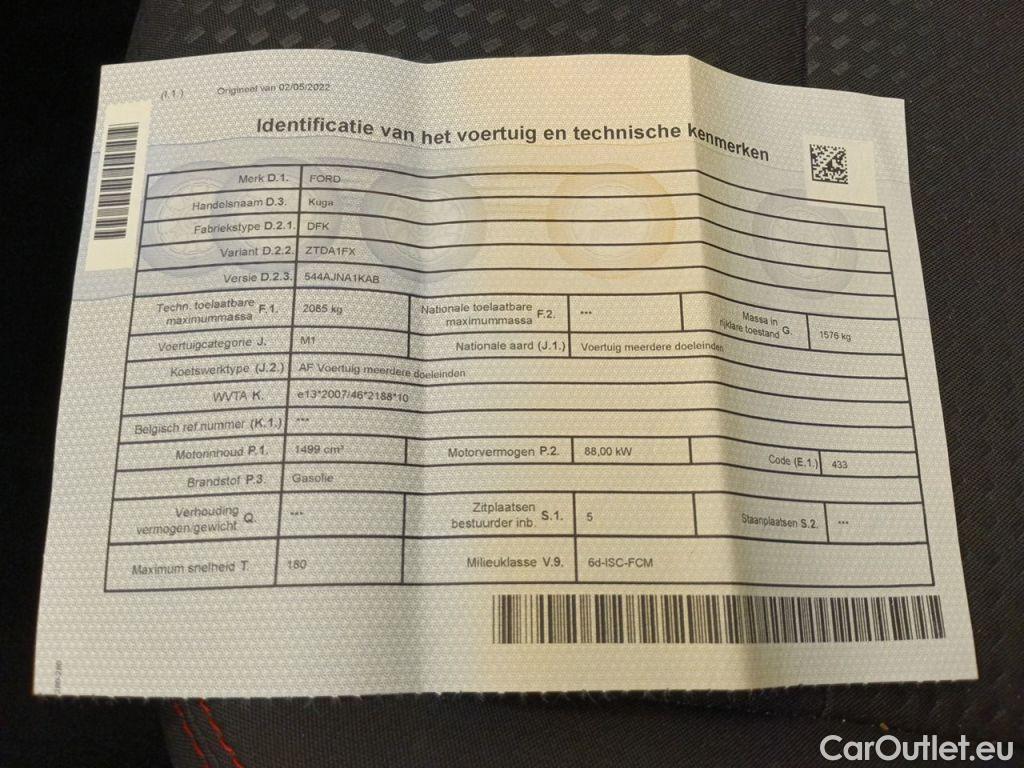 (I.1.) Origineel van 02/05/2022
Identificatie van het voertuig en technische kenmerken
Merk D.1. FORD
Handelsnaam D.3. Kuga
Fabriekstype D.2.1. DFK
Variant D.2.2. ZTDA1FX
Versie D.2.3. 544AJNA1KAB
Techn. toelaatbare maximummassa F.1. 2085 kg Nationale toelaatbare maximummassa F.2. *** Massa in rijklare toestand G. 1576 kg
Voertuigcategorie J. M1 Nationale aard (J.1.) Voertuig meerdere doeleinden
Koetswerktype (J.2.) AF Voertuig meerdere doeleinden
WVTA K. e13*2007/46*2188*10
Belgisch ref.nummer (K.1.) ***
Motorinhoud P.1. 1499 cm³ Motorvermogen P.2. 88,00 kW Code (E.1.) 433
Brandstof P.3. Gasolie
Verhouding vermogen/gewicht Q. *** Zitplaatsen bestuurder inb. S.1. 5 Staanplaatsen S.2. ***
Maximum snelheid T. 180 Milieuklasse V.9. 6d-ISC-FCM
CarOutlet.eu